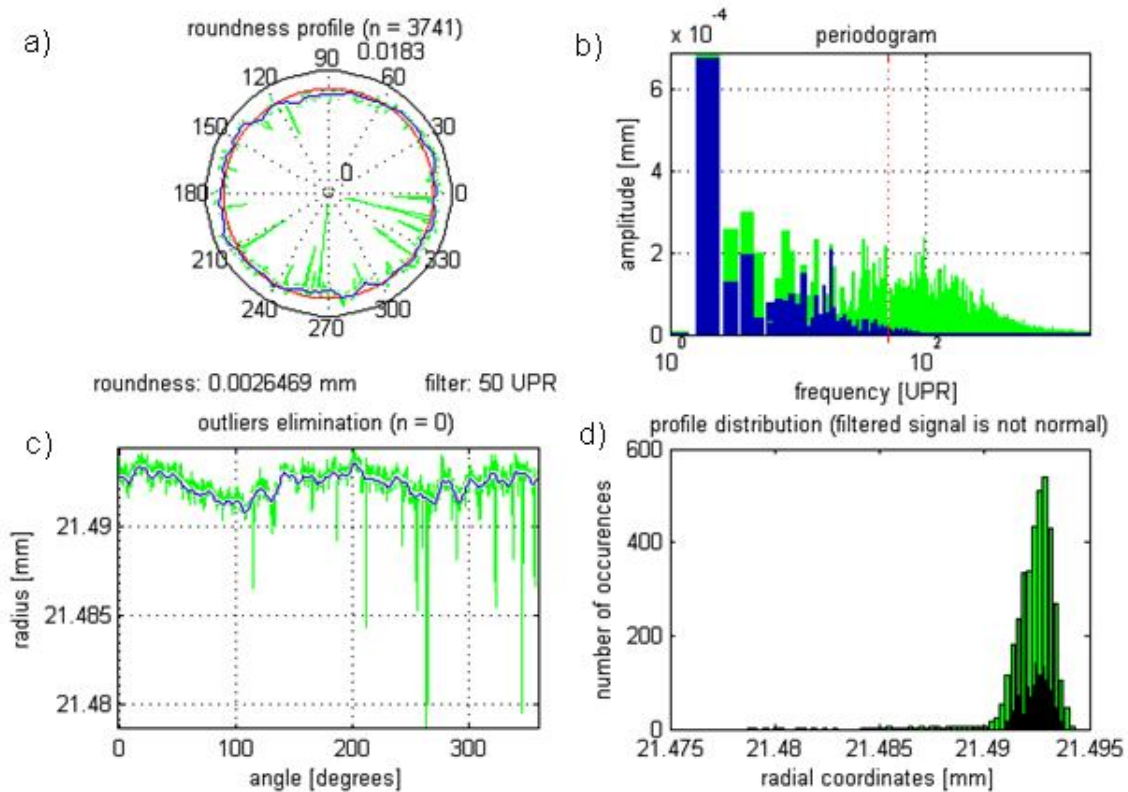 a)
roundness profile (n = 3741)
0.0183
90
120
60
150
30
180
0
0
210
330
240
300
270
roundness: 0.0026469 mm
filter: 50 UPR
b)
x 10^-4
periodogram
6
4
2
0
amplitude [mm]
10^0
10^2
frequency [UPR]
c)
outliers elimination (n = 0)
21.49
21.485
21.48
radius [mm]
0
100
200
300
angle [degrees]
d)
profile distribution (filtered signal is not normal)
600
400
200
0
number of occurences
21.475
21.48
21.485
21.49
21.495
radial coordinates [mm]